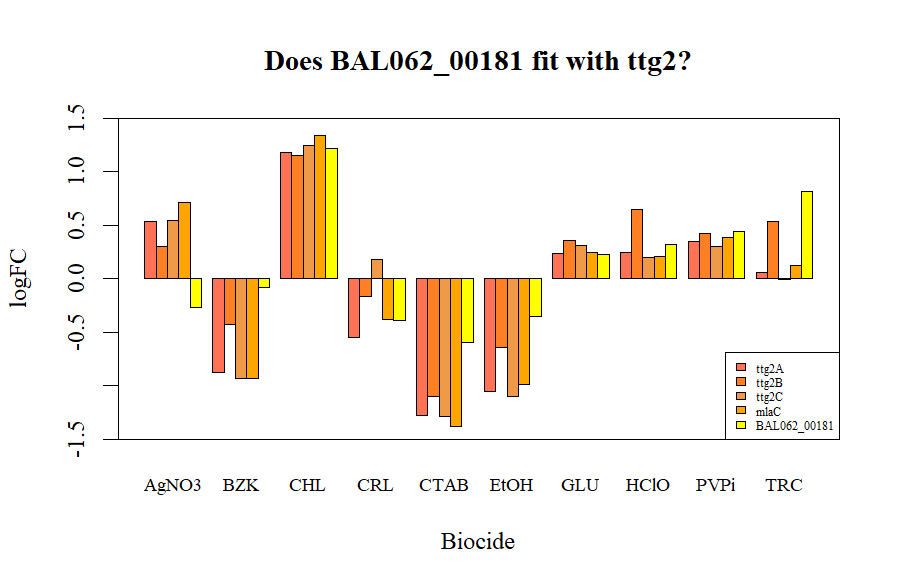 Does BAL062_00181 fit with ttg2?
logFC
1.5
1.0
0.5
0.0
-0.5
-1.5
ttg2A
ttg2B
ttg2C
mlaC
BAL062_00181
AgNO3 BZK CHL CRL CTAB EtOH GLU HClO PVPi TRC
Biocide